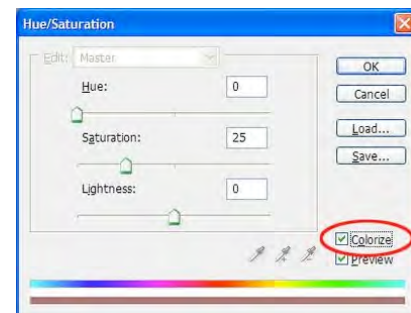 Hue/Saturation
Edit: Master
OK
Hue: 0
Cancel
Saturation: 25
Load...
Save...
Lightness: 0
Colorize
Preview